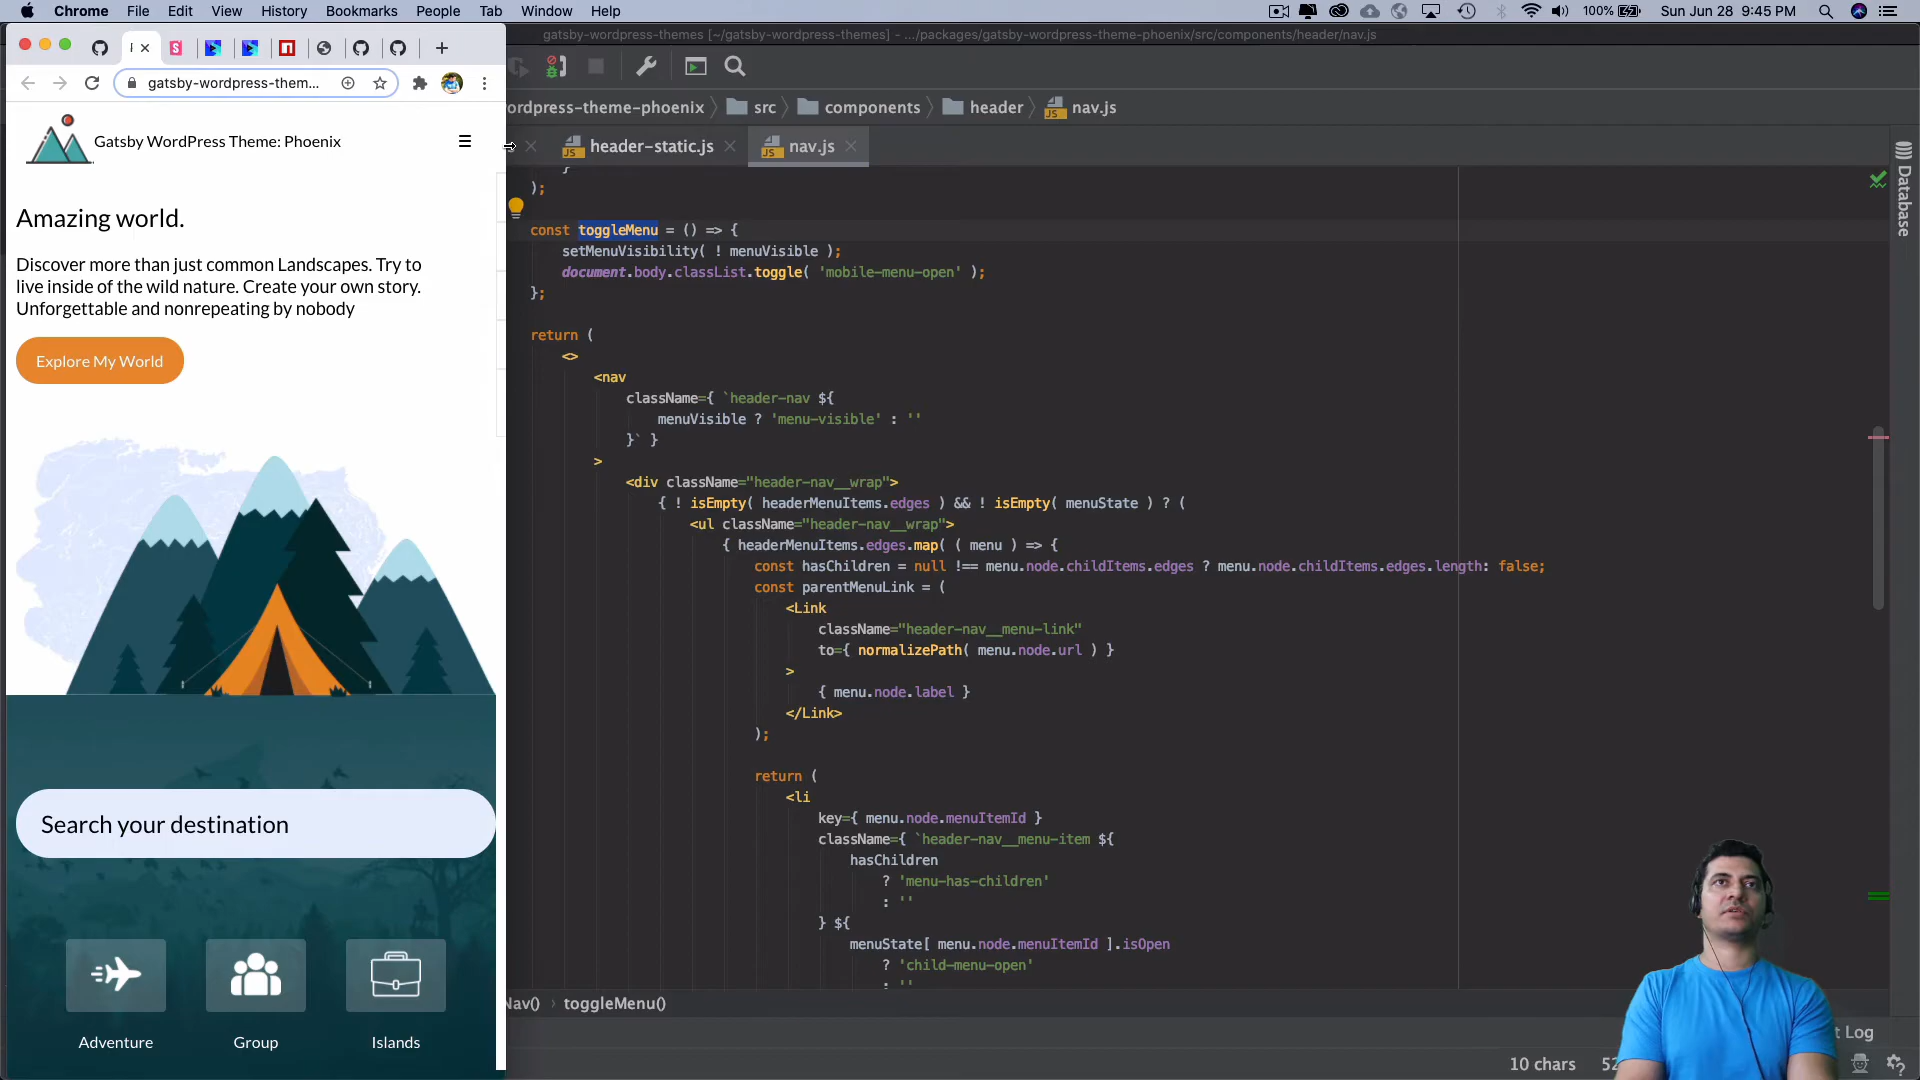 Chrome File Edit View History Bookmarks People Tab Window Help
100% Sun Jun 28 9:45 PM
gatsby-wordpress-themes [~/gatsby-wordpress-themes] - .../packages/gatsby-wordpress-theme-phoenix/src/components/header/nav.js
gatsby-wordpress-them...
ordpress-theme-phoenix src components header nav.js
header-static.js nav.js
Gatsby WordPress Theme: Phoenix
Amazing world.
Discover more than just common Landscapes. Try to
live inside of the wild nature. Create your own story.
Unforgettable and nonrepeating by nobody
Explore My World
Search your destination
Adventure Group Islands
}
);
const toggleMenu = () => {
setMenuVisibility( ! menuVisible );
document.body.classList.toggle( 'mobile-menu-open' );
};
return (
<>
<nav
className={ `header-nav ${
menuVisible ? 'menu-visible' : ''
}` }
>
<div className="header-nav__wrap">
{ ! isEmpty( headerMenuItems.edges ) && ! isEmpty( menuState ) ? (
<ul className="header-nav__wrap">
{ headerMenuItems.edges.map( ( menu ) => {
const hasChildren = null !== menu.node.childItems.edges ? menu.node.childItems.edges.length: false;
const parentMenuLink = (
<Link
className="header-nav__menu-link"
to={ normalizePath( menu.node.url ) }
>
{ menu.node.label }
</Link>
);
return (
<li
key={ menu.node.menuItemId }
className={ `header-nav__menu-item ${
hasChildren
? 'menu-has-children'
: ''
} ${
menuState[ menu.node.menuItemId ].isOpen
? 'child-menu-open'
: ''
Nav() toggleMenu()
Database
t Log
10 chars 52